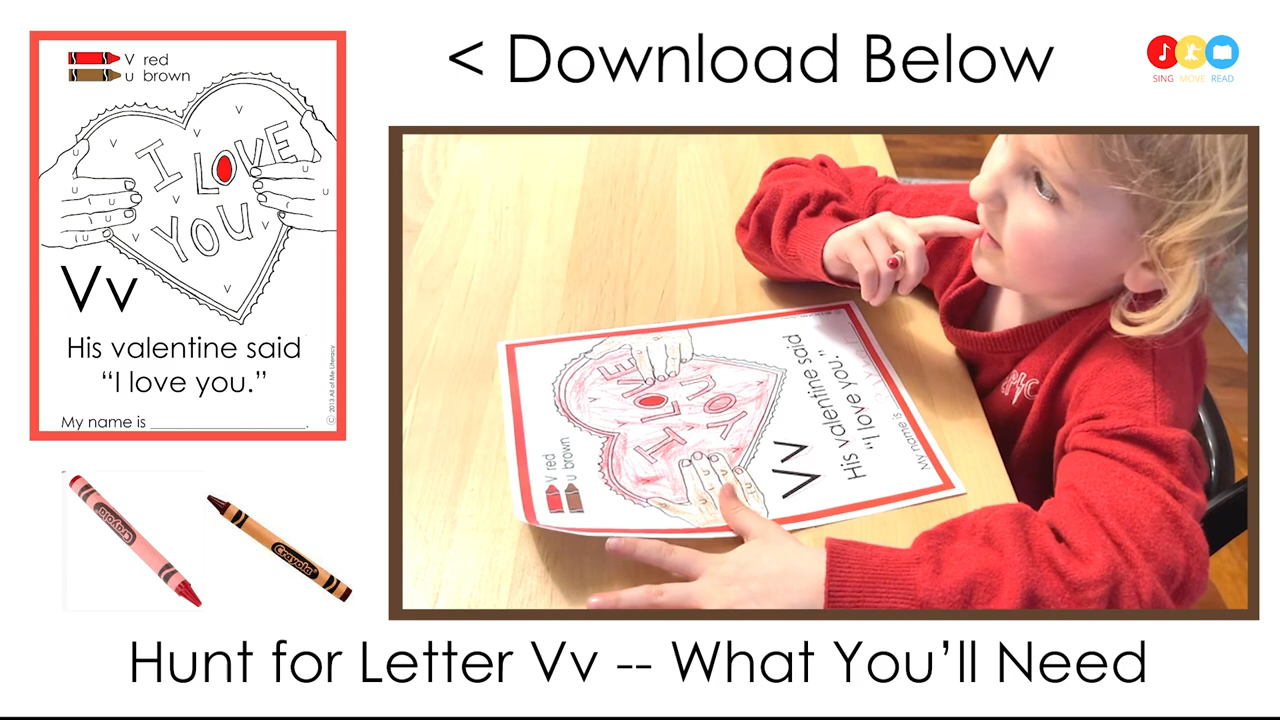 < Download Below
SING MOVE READ
V red
u brown
v
v
v
I LOVE
YOU
u
u
v
v
u
v
v
u
u
v
Vv
His valentine said
“I love you.”
My name is ____________________.
© 2013 All of Me Literacy
Crayola
Crayola
V red
u brown
I LOVE
YOU
Vv
His valentine said
“I love you.”
My name is
Hunt for Letter Vv -- What You’ll Need